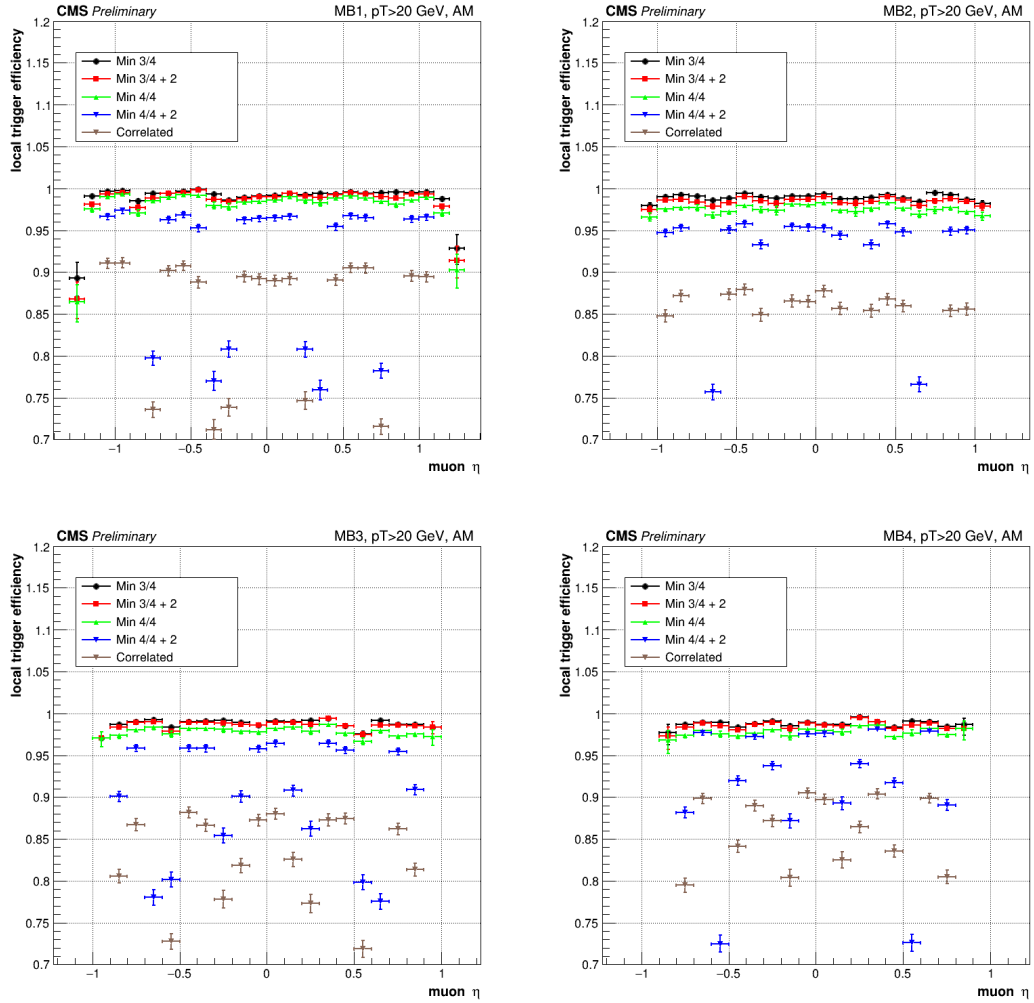 CMS Preliminary MB1, pT>20 GeV, AM
local trigger efficiency
1.2
1.15
1.1
1.05
1
0.95
0.9
0.85
0.8
0.75
0.7
Min 3/4
Min 3/4 + 2
Min 4/4
Min 4/4 + 2
Correlated
−1 −0.5 0 0.5 1
muon η
CMS Preliminary MB2, pT>20 GeV, AM
local trigger efficiency
1.2
1.15
1.1
1.05
1
0.95
0.9
0.85
0.8
0.75
0.7
Min 3/4
Min 3/4 + 2
Min 4/4
Min 4/4 + 2
Correlated
−1 −0.5 0 0.5 1
muon η
CMS Preliminary MB3, pT>20 GeV, AM
local trigger efficiency
1.2
1.15
1.1
1.05
1
0.95
0.9
0.85
0.8
0.75
0.7
Min 3/4
Min 3/4 + 2
Min 4/4
Min 4/4 + 2
Correlated
−1 −0.5 0 0.5 1
muon η
CMS Preliminary MB4, pT>20 GeV, AM
local trigger efficiency
1.2
1.15
1.1
1.05
1
0.95
0.9
0.85
0.8
0.75
0.7
Min 3/4
Min 3/4 + 2
Min 4/4
Min 4/4 + 2
Correlated
−1 −0.5 0 0.5 1
muon η